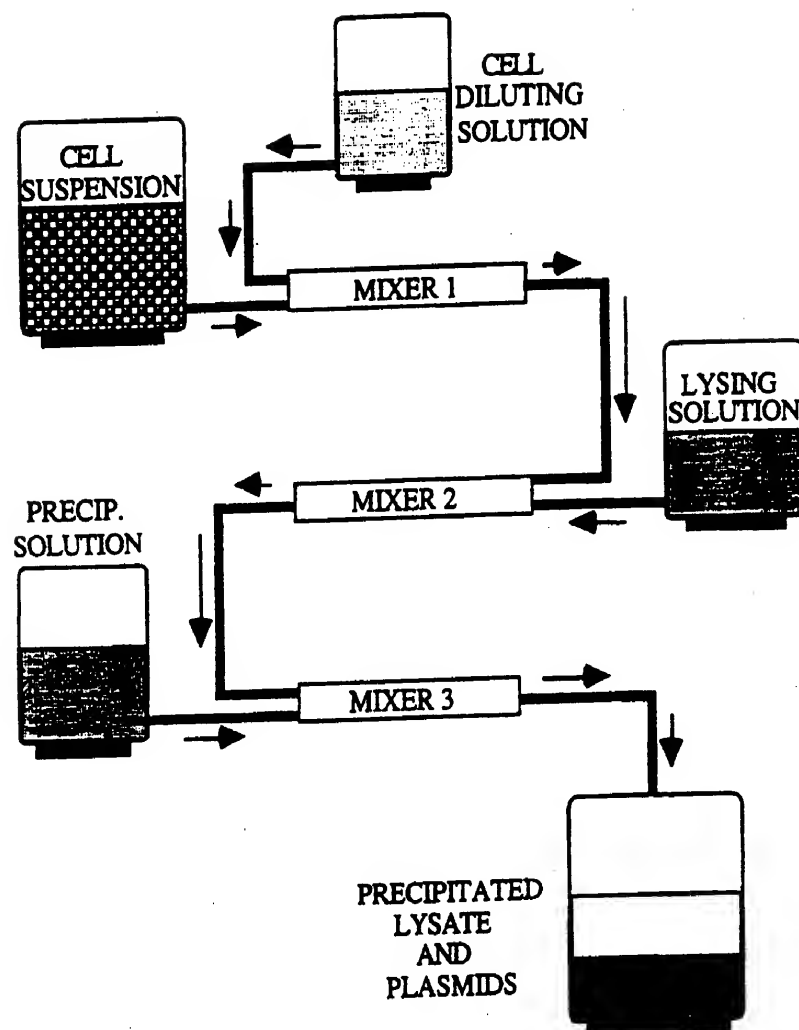 CELL
DILUTING
SOLUTION
CELL
SUSPENSION
MIXER 1
LYSING
SOLUTION
MIXER 2
PRECIP.
SOLUTION
MIXER 3
PRECIPITATED
LYSATE
AND
PLASMIDS